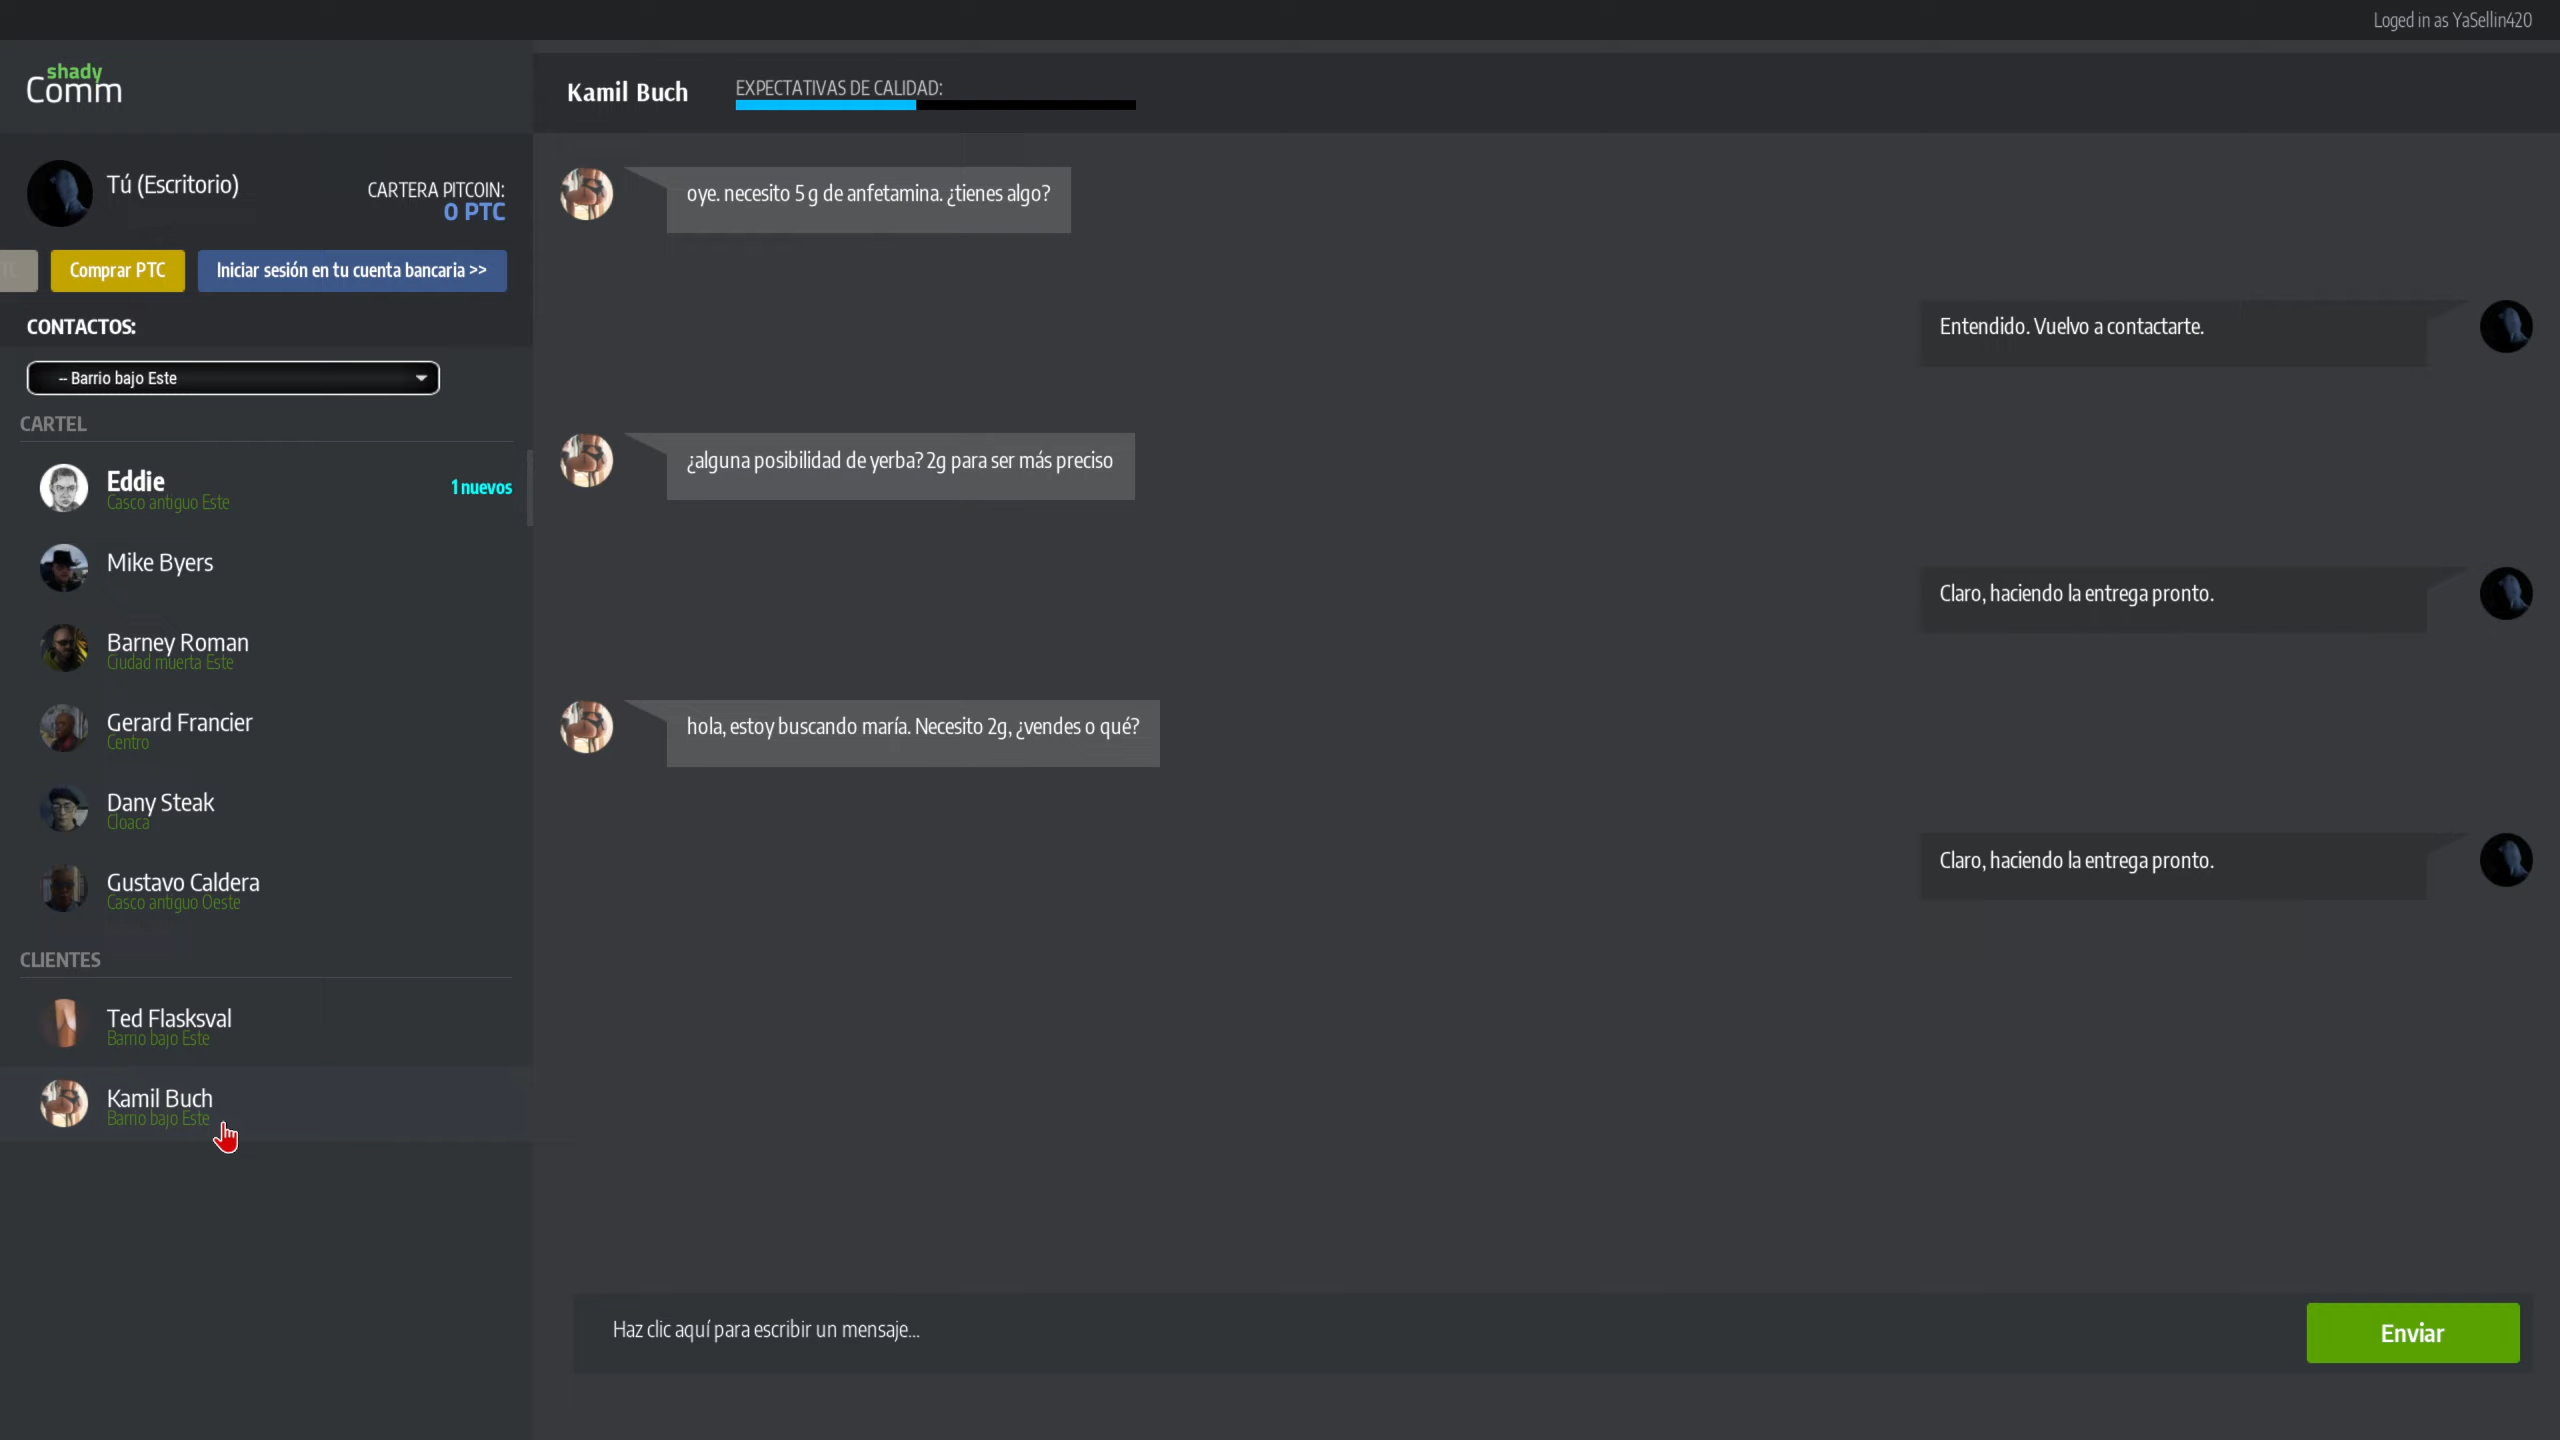 Loged in as YaSellin420
shady
Comm
Tú (Escritorio)
CARTERA PITCOIN:
0 PTC
Comprar PTC
Iniciar sesión en tu cuenta bancaria >>
CONTACTOS:
-- Barrio bajo Este
CARTEL
Eddie
Casco antiguo Este
1 nuevos
Mike Byers
Barney Roman
Ciudad muerta Este
Gerard Francier
Centro
Dany Steak
Cloaca
Gustavo Caldera
Casco antiguo Oeste
CLIENTES
Ted Flasksval
Barrio bajo Este
Kamil Buch
Barrio bajo Este
Kamil Buch
EXPECTATIVAS DE CALIDAD:
oye. necesito 5 g de anfetamina. ¿tienes algo?
Entendido. Vuelvo a contactarte.
¿alguna posibilidad de yerba? 2g para ser más preciso
Claro, haciendo la entrega pronto.
hola, estoy buscando maría. Necesito 2g, ¿vendes o qué?
Claro, haciendo la entrega pronto.
Haz clic aquí para escribir un mensaje...
Enviar